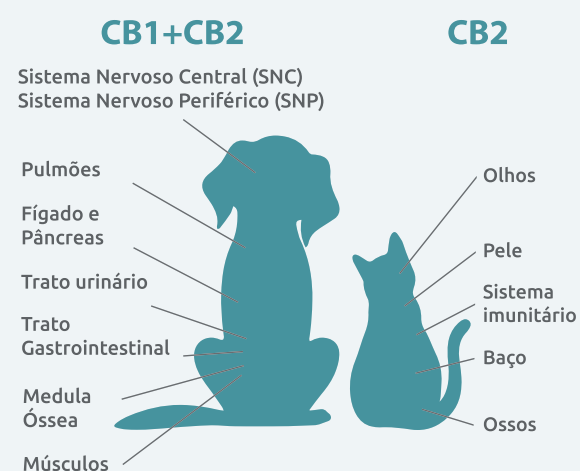 CB1+CB2
Sistema Nervoso Central (SNC)
Sistema Nervoso Periférico (SNP)
Pulmões
Fígado e
Pâncreas
Trato urinário
Trato
Gastrointestinal
Medula
Óssea
Músculos
CB2
Olhos
Pele
Sistema
imunitário
Baço
Ossos